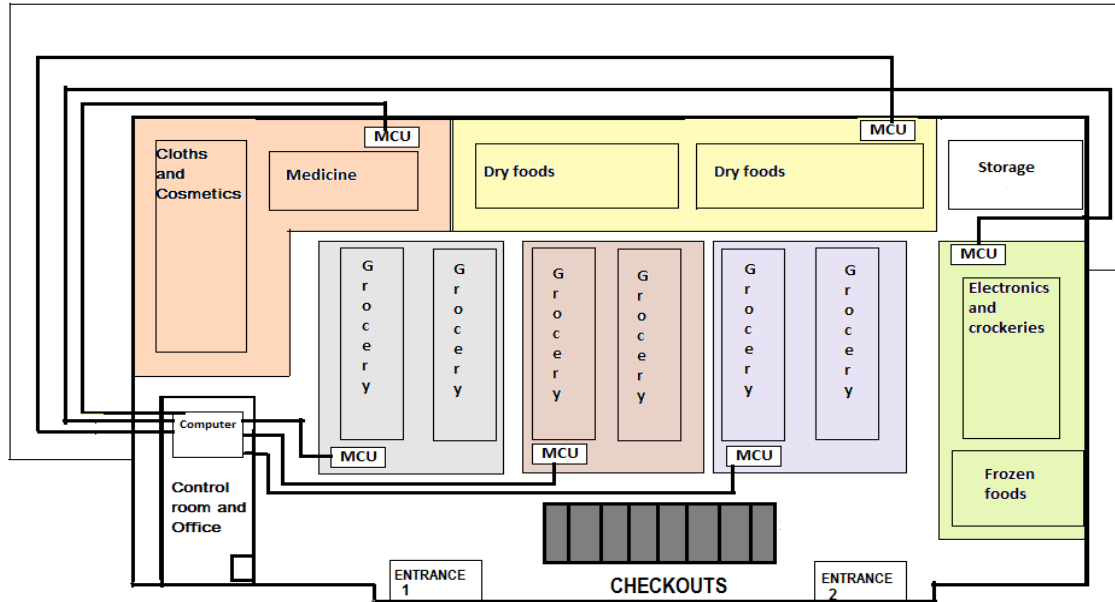 MCU
MCU
Cloths
and
Cosmetics
Medicine
Dry foods
Dry foods
Storage
MCU
Electronics
and
crockeries
G
r
o
c
e
r
y
G
r
o
c
e
r
y
G
r
o
c
e
r
y
G
r
o
c
e
r
y
G
r
o
c
e
r
y
G
r
o
c
e
r
y
Computer
MCU
MCU
MCU
Control
room and
Office
Frozen
foods
ENTRANCE
1
CHECKOUTS
ENTRANCE
2